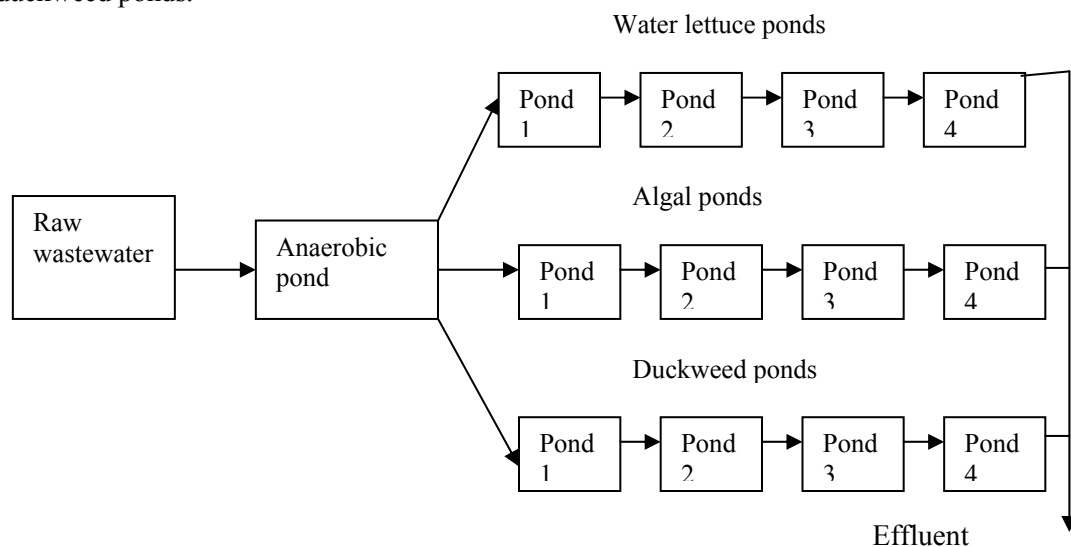 duckweed ponds.
Water lettuce ponds
Pond
1
Pond
2
Pond
3
Pond
4
Algal ponds
Raw
wastewater
Anaerobic
pond
Pond
1
Pond
2
Pond
3
Pond
4
Duckweed ponds
Pond
1
Pond
2
Pond
3
Pond
4
Effluent